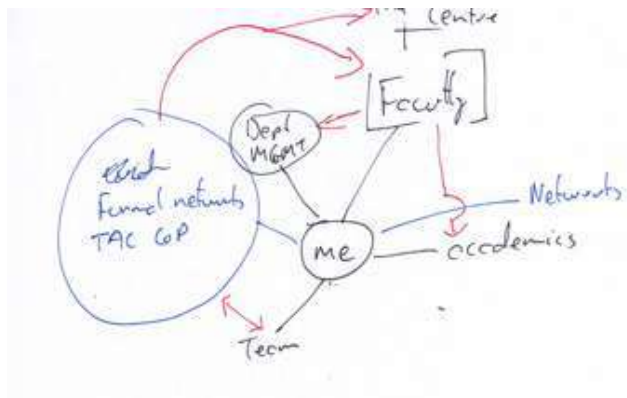 Centre
+
[Faculty]
Dept
MGMT
Formal networks
TAC CoP
Networks
me
academics
Team